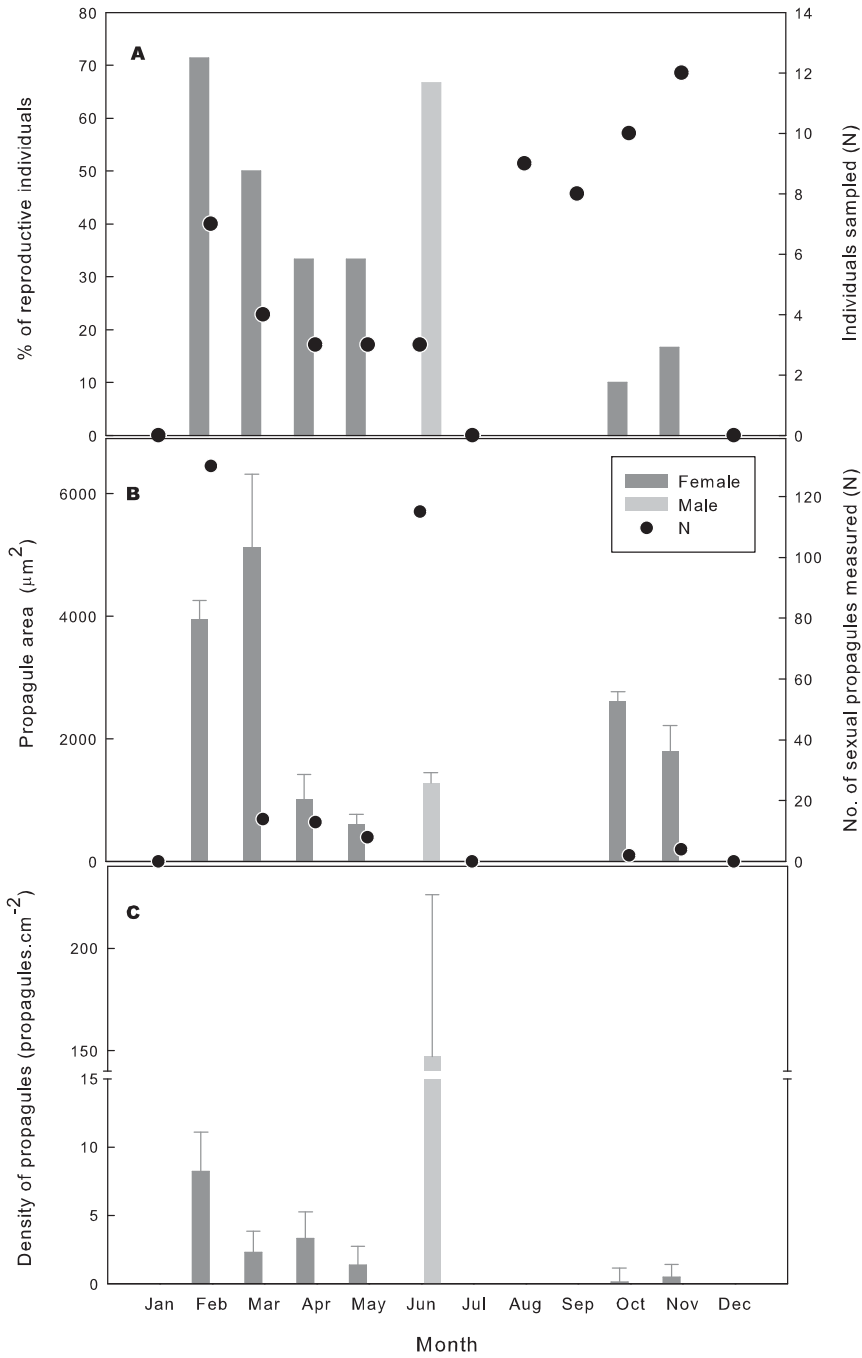 A
% of reproductive individuals
80
70
60
50
40
30
20
10
0
14
12
10
8
6
4
2
0
Individuals sampled (N)
B
Propagule area (μm²)
6000
4000
2000
0
Female
Male
N
120
100
80
60
40
20
0
No. of sexual propagules measured (N)
C
Density of propagules (propagules.cm⁻²)
200
150
15
10
5
0
Jan Feb Mar Apr May Jun Jul Aug Sep Oct Nov Dec
Month